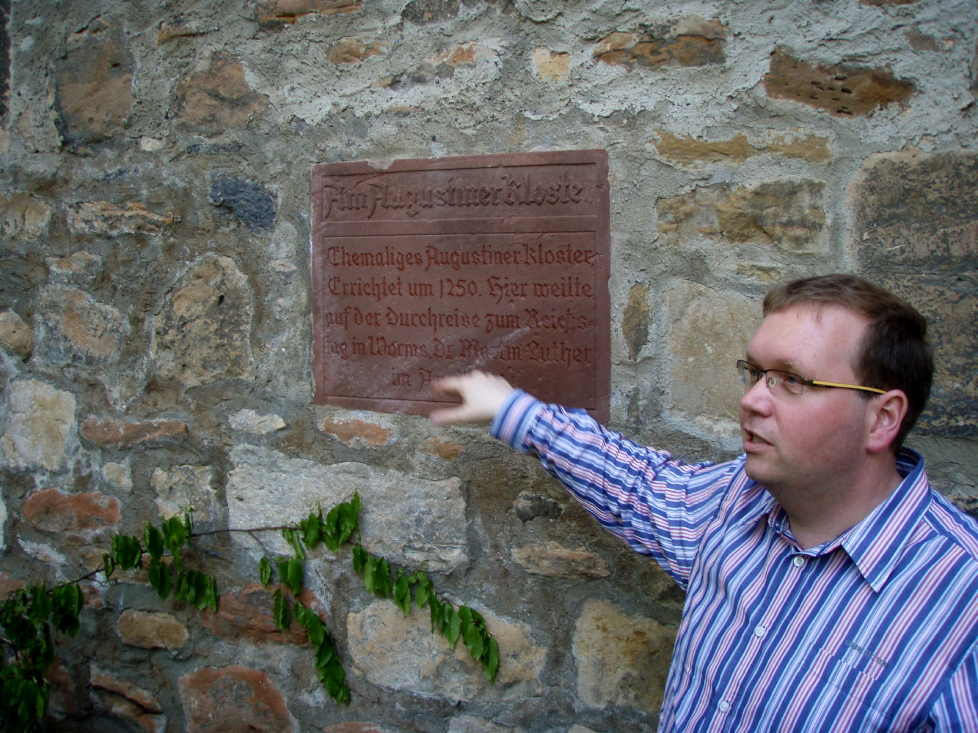 Am Augustiner Kloste
Ehemaliges Augustiner Kloster,
Errichtet um 1250. Hier weilte
auf der Durchreise zum Reichs-
tag in Worms, Dr. Martin Luther
im